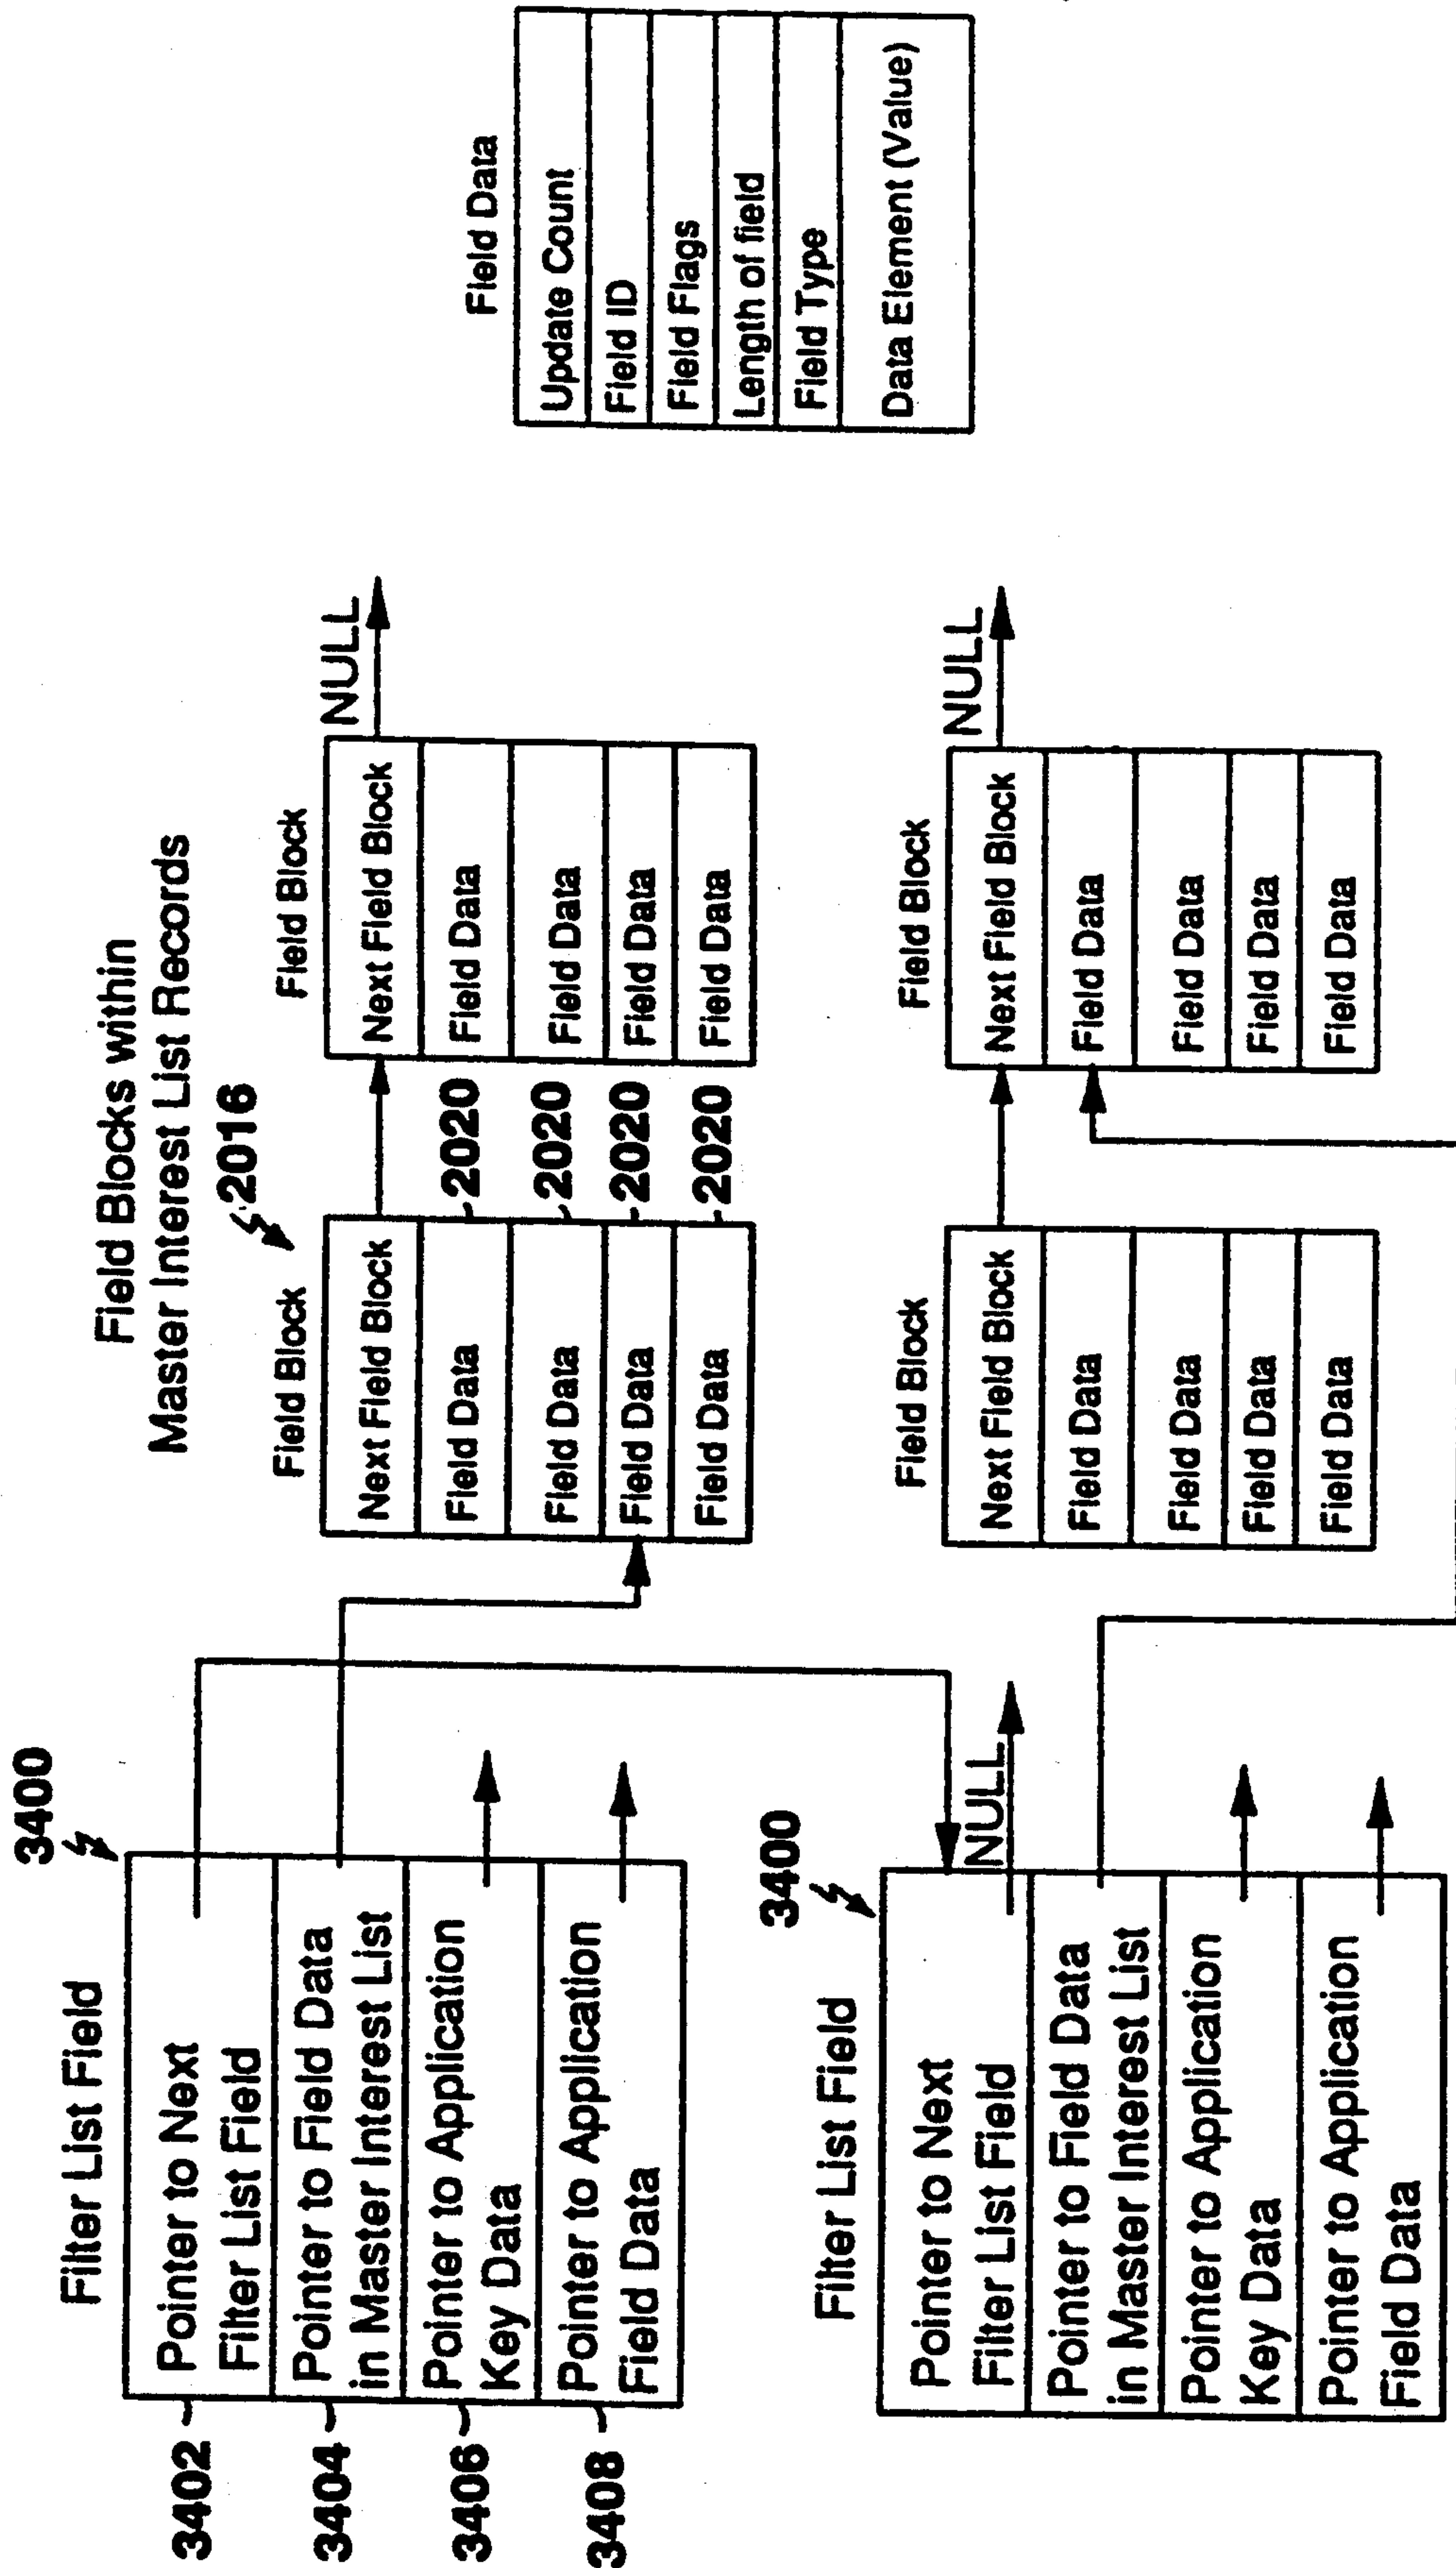 3400
Filter List Field
3402
Pointer to Next
Filter List Field
3404
Pointer to Field Data
in Master Interest List
3406
Pointer to Application
Key Data
3408
Pointer to Application
Field Data
Field Blocks within
Master Interest List Records
2016
Field Block
Next Field Block
Field Data
Field Data
Field Data
Field Data
2020
2020
2020
2020
Field Block
Next Field Block
Field Data
Field Data
Field Data
Field Data
NULL
Field Data
Update Count
Field ID
Field Flags
Length of field
Field Type
Data Element (Value)
3400
Filter List Field
Pointer to Next
Filter List Field
NULL
Pointer to Field Data
in Master Interest List
Pointer to Application
Key Data
Pointer to Application
Field Data
Field Block
Next Field Block
Field Data
Field Data
Field Data
Field Data
Field Block
Next Field Block
Field Data
Field Data
Field Data
Field Data
NULL